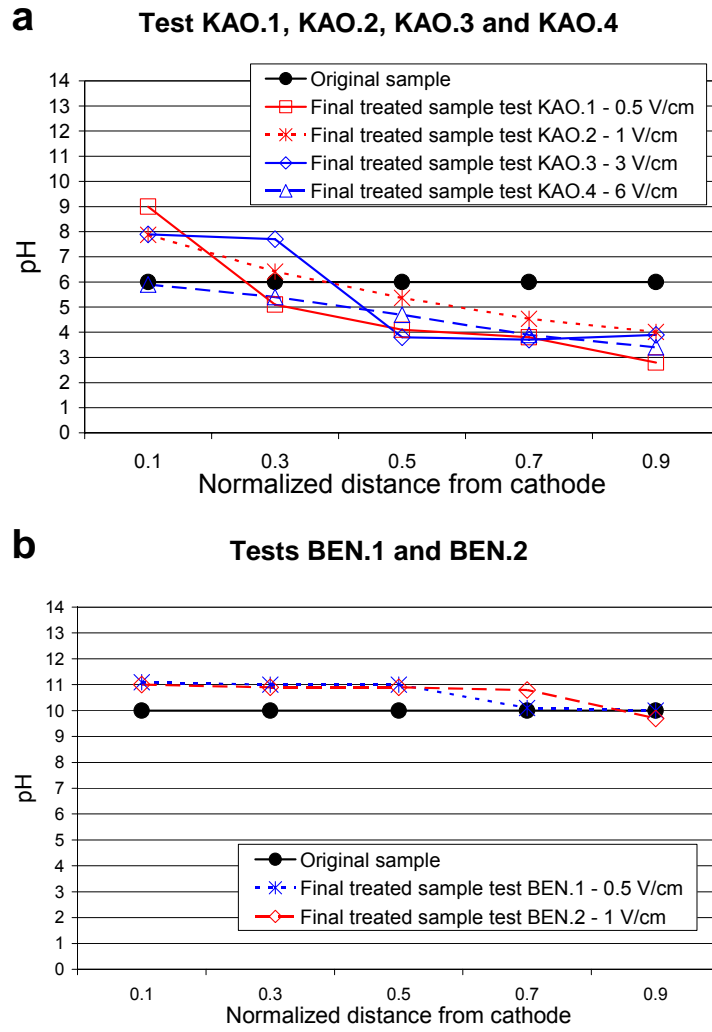 a
Test KAO.1, KAO.2, KAO.3 and KAO.4
Original sample
Final treated sample test KAO.1 - 0.5 V/cm
Final treated sample test KAO.2 - 1 V/cm
Final treated sample test KAO.3 - 3 V/cm
Final treated sample test KAO.4 - 6 V/cm
14
13
12
11
10
9
8
7
6
5
4
3
2
1
0
pH
0.1 0.3 0.5 0.7 0.9
Normalized distance from cathode
b
Tests BEN.1 and BEN.2
14
13
12
11
10
9
8
7
6
5
4
3
2
1
0
pH
Original sample
Final treated sample test BEN.1 - 0.5 V/cm
Final treated sample test BEN.2 - 1 V/cm
0.1 0.3 0.5 0.7 0.9
Normalized distance from cathode